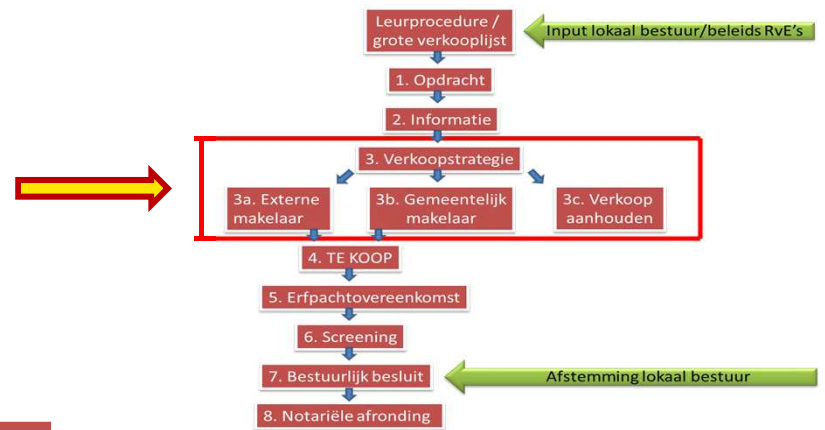 Leurprocedure /
grote verkooplijst
Input lokaal bestuur/beleids RvE's
1. Opdracht
2. Informatie
3. Verkoopstrategie
3a. Externe
makelaar
3b. Gemeentelijk
makelaar
3c. Verkoop
aanhouden
4. TE KOOP
5. Erfpachtovereenkomst
6. Screening
7. Bestuurlijk besluit
Afstemming lokaal bestuur
8. Notariële afronding